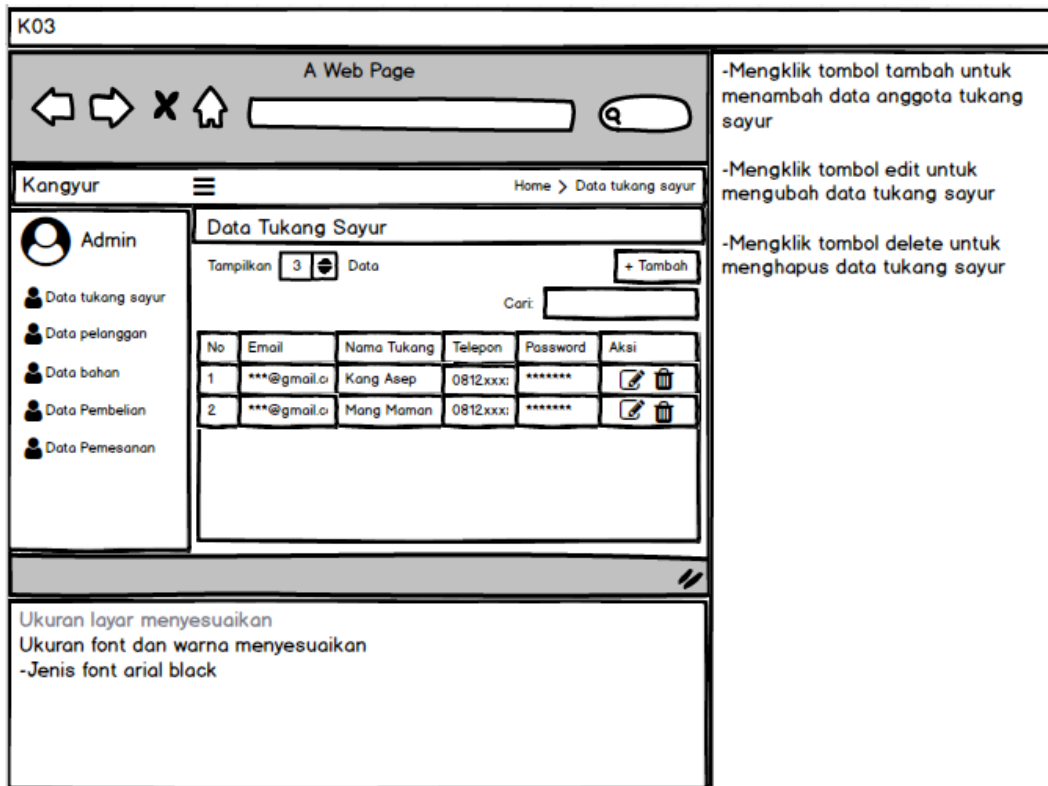 K03
A Web Page
Kangyur
Home > Data tukang sayur
Admin
Data tukang sayur
Data pelanggan
Data bahan
Data Pembelian
Data Pemesanan
Data Tukang Sayur
Tampilkan 3 Data
+ Tambah
Cari:
No Email Nama Tukang Telepon Password Aksi
1 ***@gmail.c Kang Asep 0812xxx: *******
2 ***@gmail.c Mang Maman 0812xxx: *******
-Mengklik tombol tambah untuk
menambah data anggota tukang
sayur
-Mengklik tombol edit untuk
mengubah data tukang sayur
-Mengklik tombol delete untuk
menghapus data tukang sayur
Ukuran layar menyesuaikan
Ukuran font dan warna menyesuaikan
-Jenis font arial black